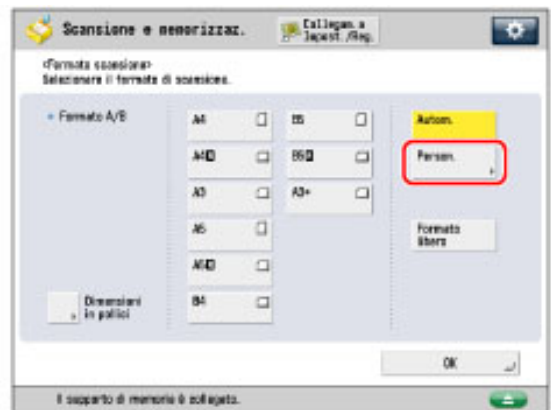 Scansione e memorizzaz.
Collegam. a
Impost./Reg.
<Formato scansione>
Selezionare il formato di scansione.
Formato A/B
A4
B5
Autom.
A4R
B5R
Person.
A3
A3+
A5
Formato
libero
A5R
Dimensioni
in pollici
B4
OK
Il supporto di memoria è collegato.